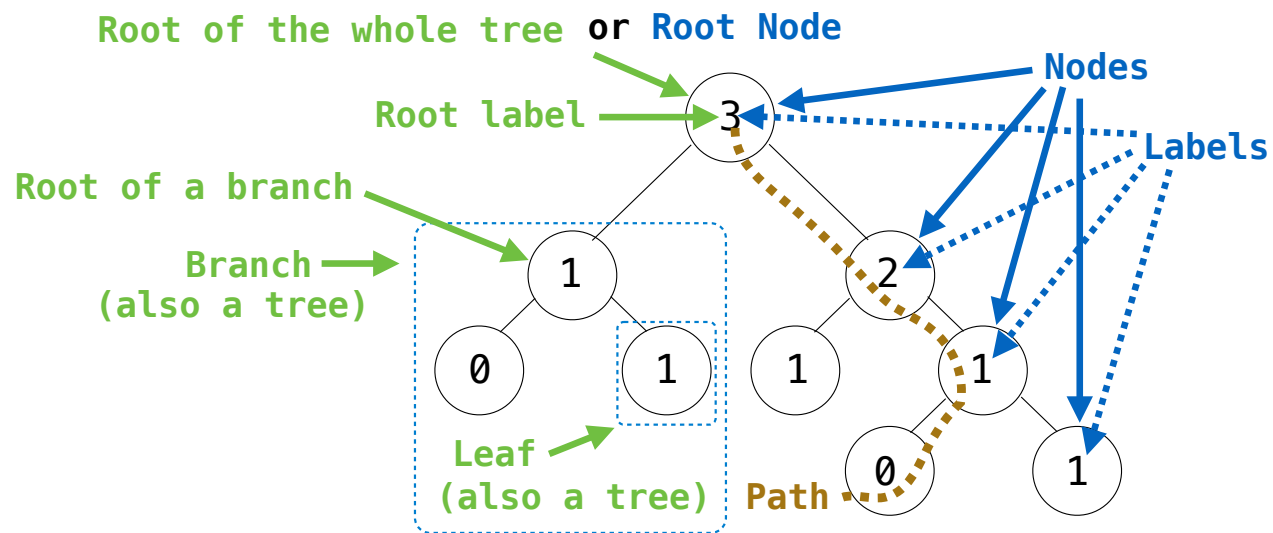 Root of the whole tree or Root Node
Nodes
Root label
3
Labels
Root of a branch
Branch
(also a tree)
1
2
0
1
1
1
Leaf
(also a tree)
Path
0
1